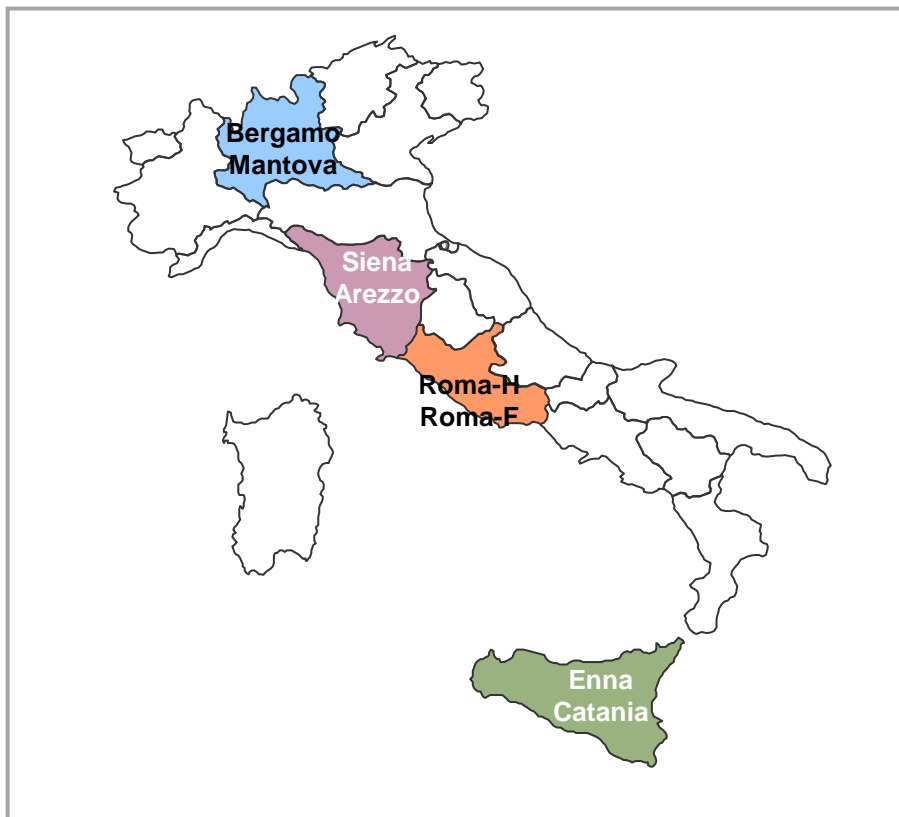 Bergamo
Mantova
Siena
Arezzo
Roma-H
Roma-F
Enna
Catania